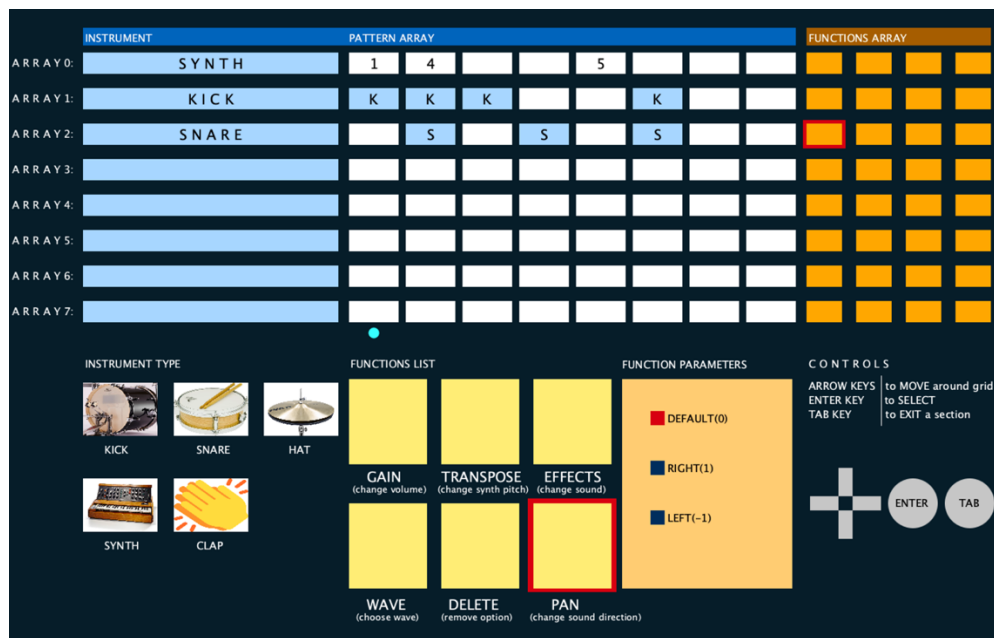 INSTRUMENT PATTERN ARRAY FUNCTIONS ARRAY
ARRAY 0: SYNTH 1 4 5
ARRAY 1: KICK K K K K
ARRAY 2: SNARE S S S
ARRAY 3:
ARRAY 4:
ARRAY 5:
ARRAY 6:
ARRAY 7:
INSTRUMENT TYPE
KICK SNARE HAT
SYNTH CLAP
FUNCTIONS LIST
GAIN TRANSPOSE EFFECTS
(change volume) (change synth pitch) (change sound)
WAVE DELETE PAN
(choose wave) (remove option) (change sound direction)
FUNCTION PARAMETERS
DEFAULT(0)
RIGHT(1)
LEFT(-1)
CONTROLS
ARROW KEYS to MOVE around grid
ENTER KEY to SELECT
TAB KEY to EXIT a section
ENTER TAB